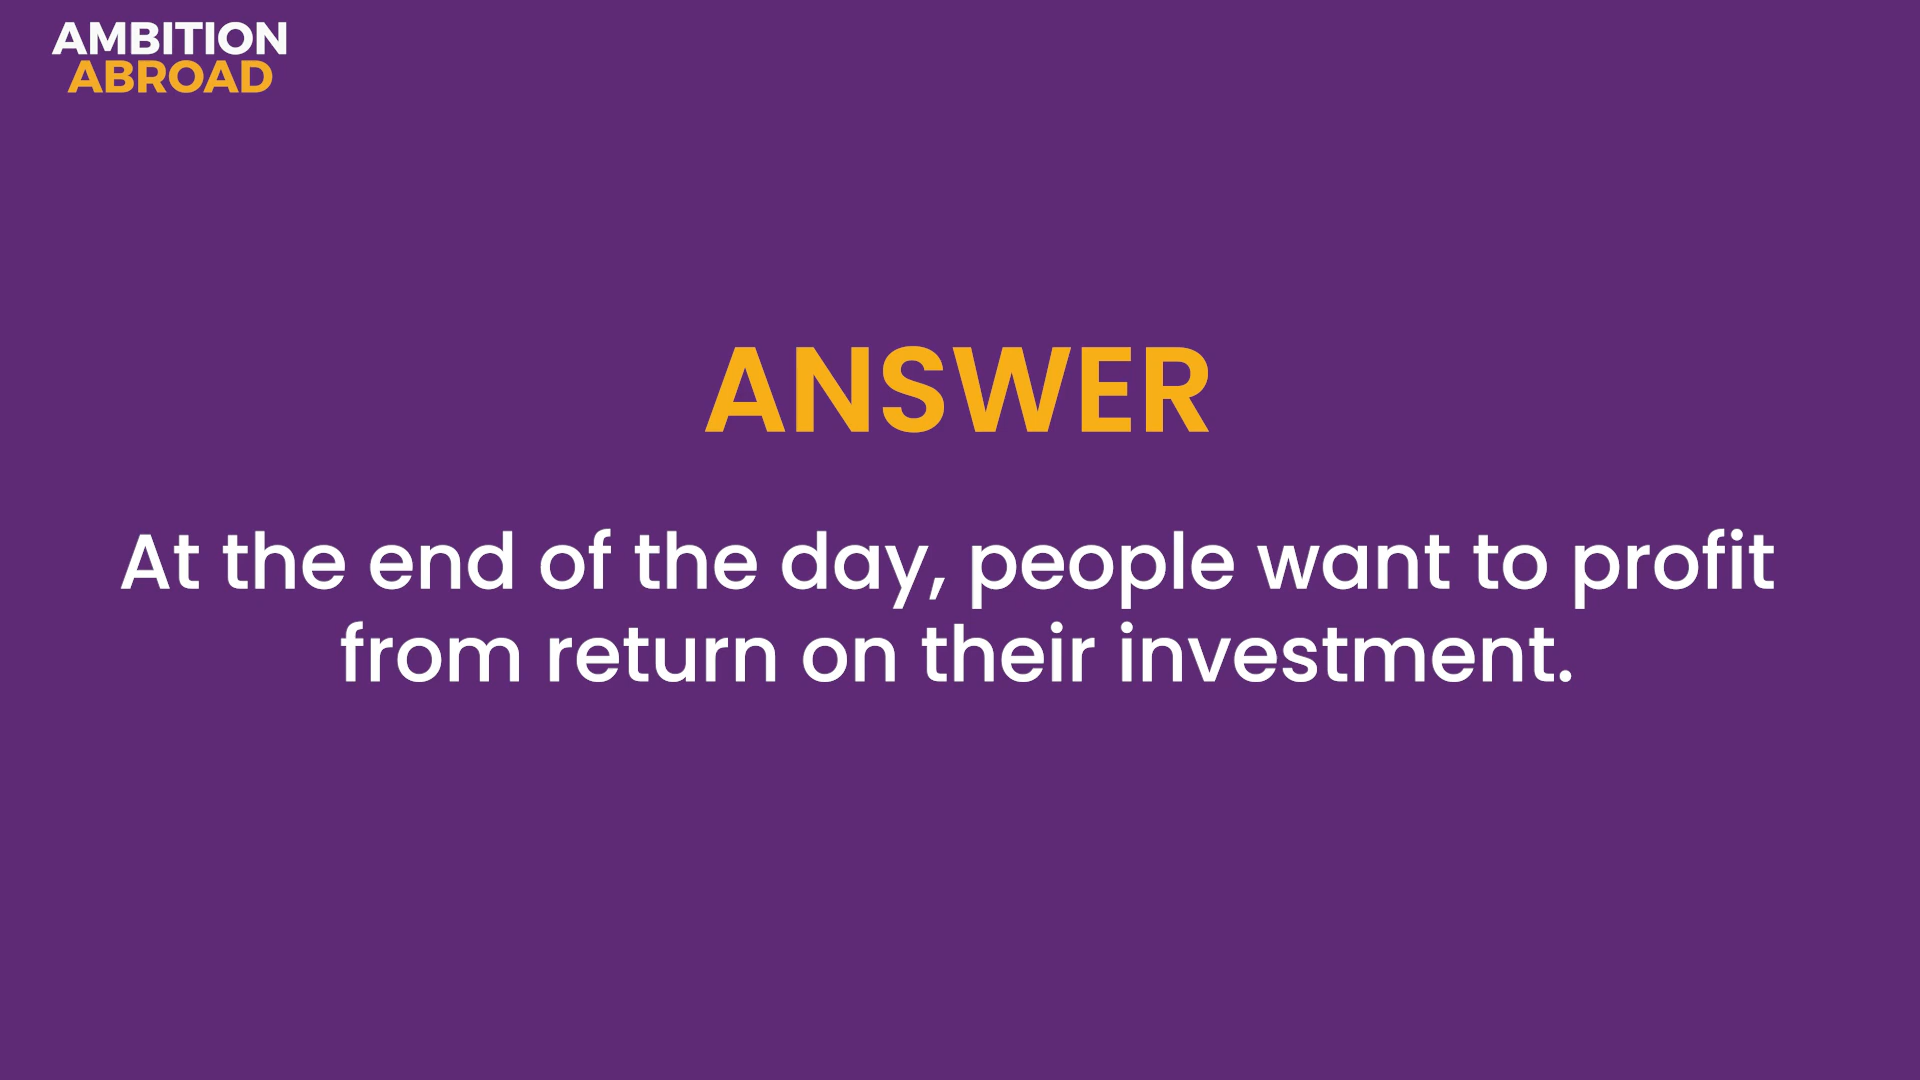 AMBITION
ABROAD
ANSWER
At the end of the day, people want to profit
from return on their investment.